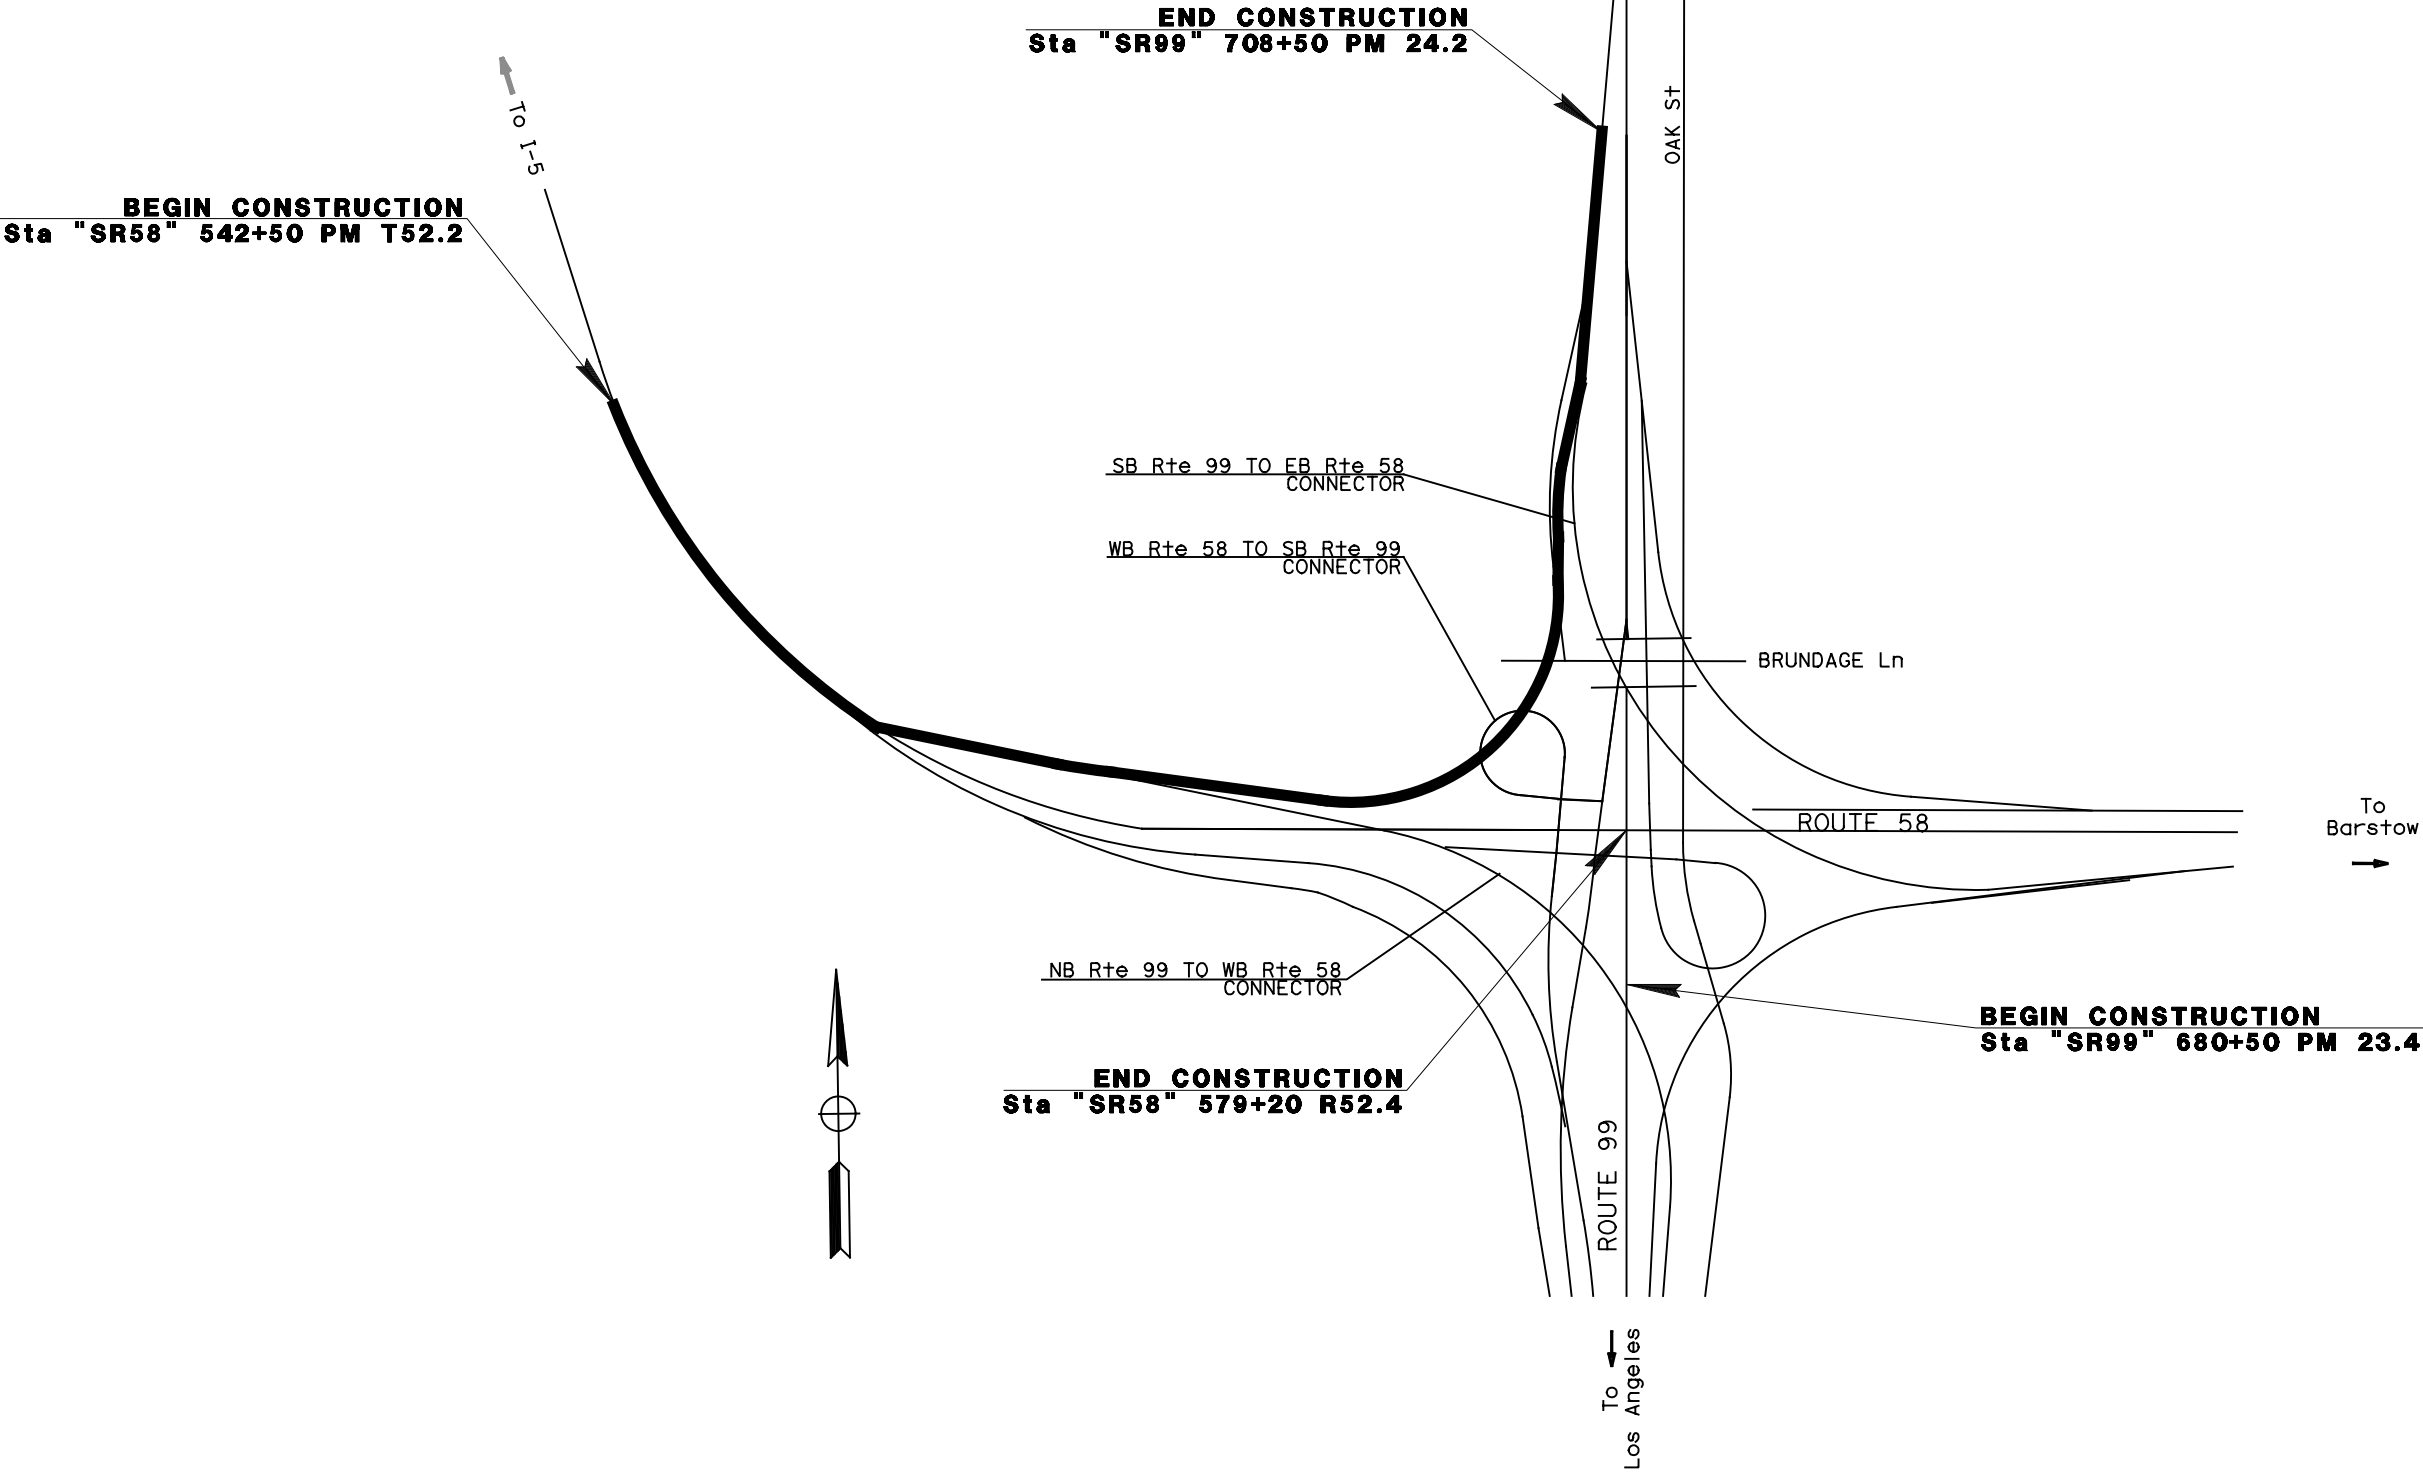 END CONSTRUCTION
Sta "SR99" 708+50 PM 24.2
OAK St
To I-5
BEGIN CONSTRUCTION
Sta "SR58" 542+50 PM T52.2
SB Rte 99 TO EB Rte 58
CONNECTOR
WB Rte 58 TO SB Rte 99
CONNECTOR
BRUNDAGE Ln
ROUTE 58
To
Barstow
NB Rte 99 TO WB Rte 58
CONNECTOR
BEGIN CONSTRUCTION
Sta "SR99" 680+50 PM 23.4
END CONSTRUCTION
Sta "SR58" 579+20 R52.4
ROUTE 99
To
Los Angeles